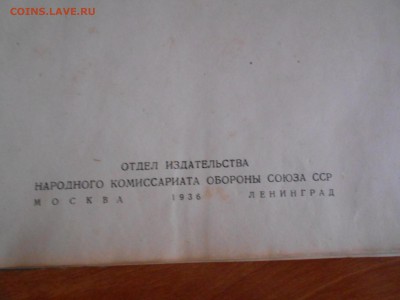 COINS.LAVE.RU
ОТДЕЛ ИЗДАТЕЛЬСТВА
НАРОДНОГО КОМИССАРИАТА ОБОРОНЫ СОЮЗА ССР
МОСКВА 1936 ЛЕНИНГРАД